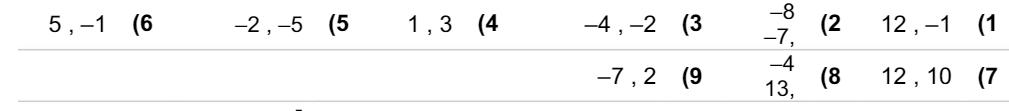 (1 12 , –1 (2 –8
–7, (3 –4 , –2 (4 1 , 3 (5 –2 , –5 (6 5 , –1
(7 12 , 10 (8 –4
13, (9 –7 , 2